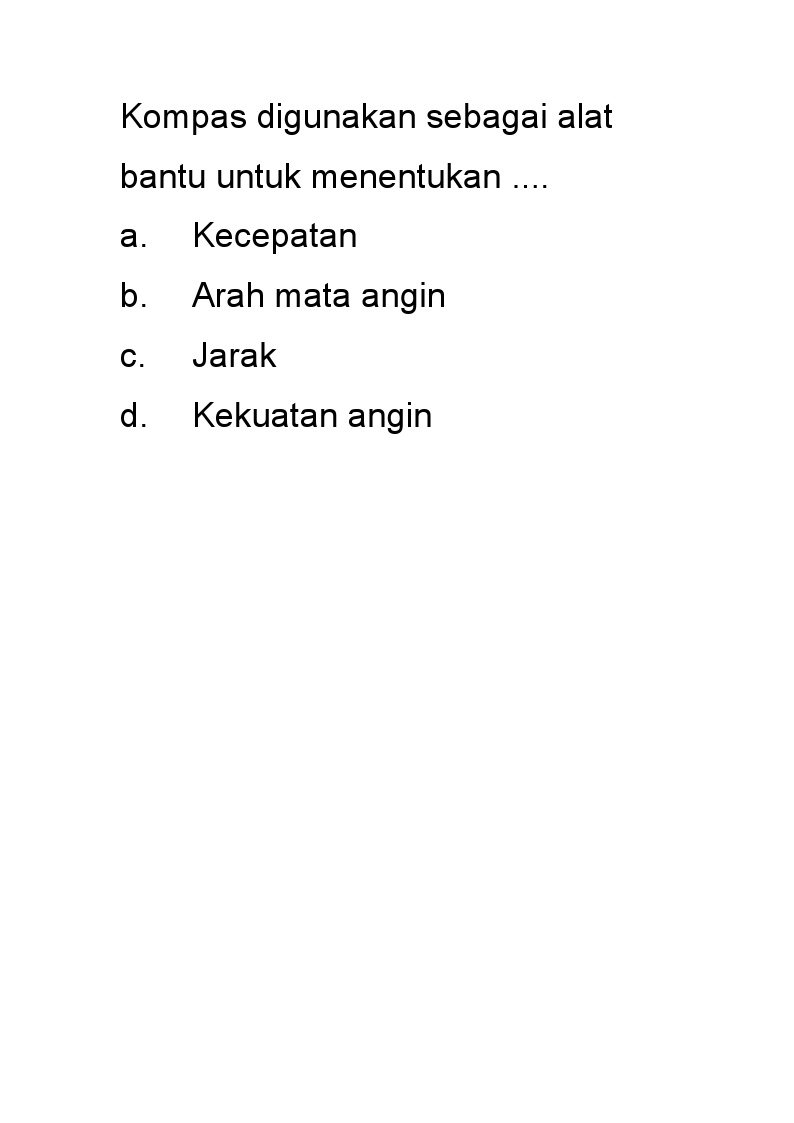 Kompas digunakan sebagai alat
bantu untuk menentukan ....
a. Kecepatan
b. Arah mata angin
c. Jarak
d. Kekuatan angin